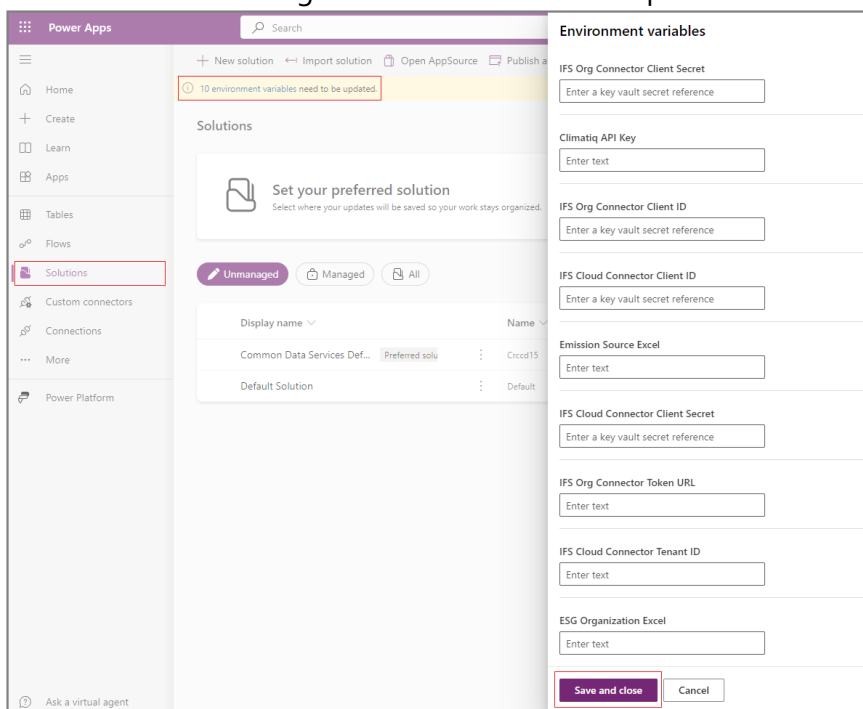 Power Apps
Search
New solution
Import solution
Open AppSource
Publish a
10 environment variables need to be updated.
Home
Create
Learn
Apps
Tables
Flows
Solutions
Custom connectors
Connections
More
Power Platform
Ask a virtual agent
Solutions
Set your preferred solution
Select where your updates will be saved so your work stays organized.
Unmanaged
Managed
All
Display name
Name
Common Data Services Def...
Preferred solu
Crccd15
Default Solution
Default
Environment variables
IFS Org Connector Client Secret
Enter a key vault secret reference
Climatiq API Key
Enter text
IFS Org Connector Client ID
Enter a key vault secret reference
IFS Cloud Connector Client ID
Enter a key vault secret reference
Emission Source Excel
Enter text
IFS Cloud Connector Client Secret
Enter a key vault secret reference
IFS Org Connector Token URL
Enter text
IFS Cloud Connector Tenant ID
Enter text
ESG Organization Excel
Enter text
Save and close
Cancel